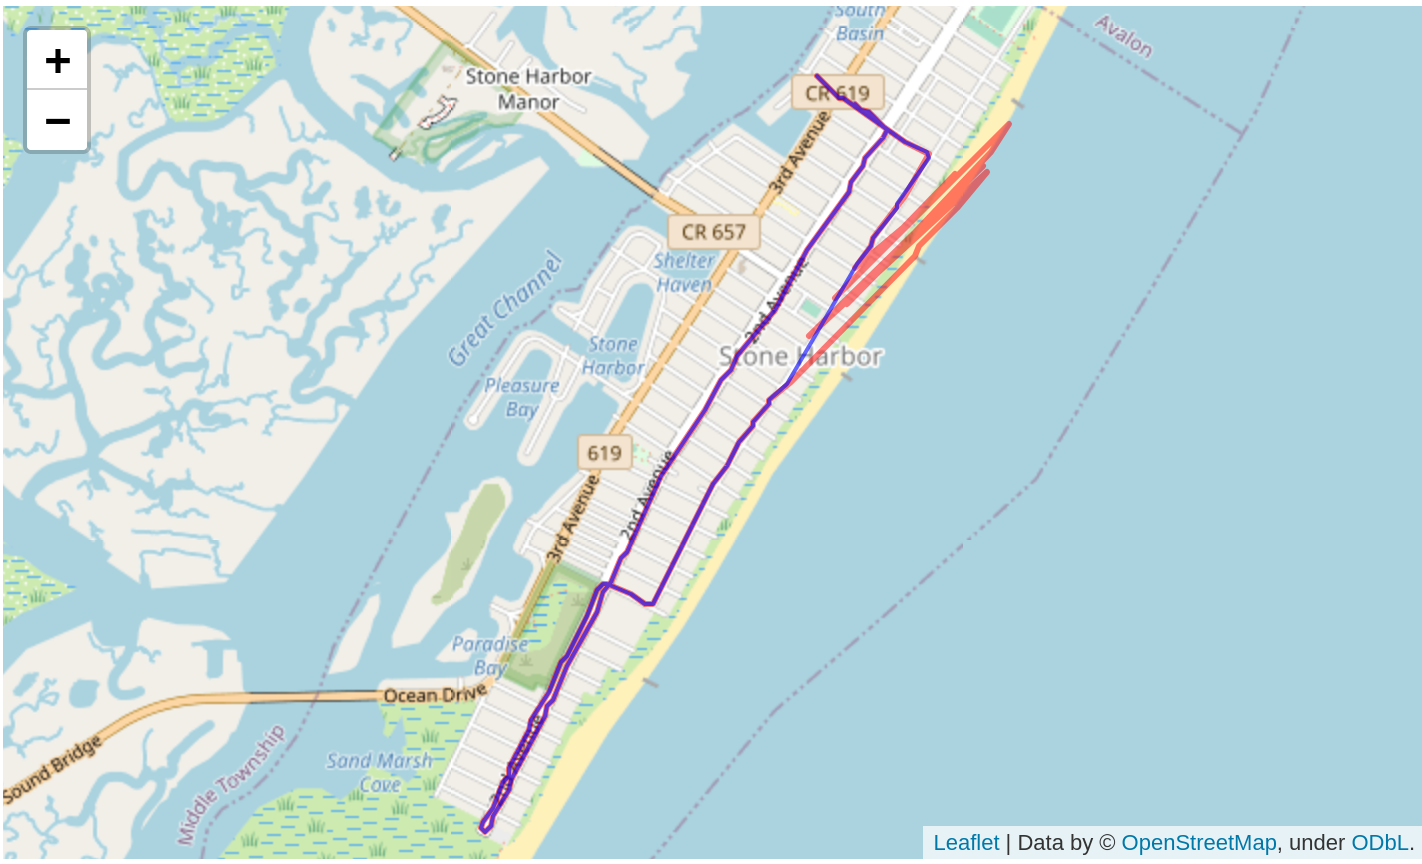 +
−
South
Basin
Avalon
Stone Harbor
Manor
CR 619
3rd Avenue
CR 657
Shelter
Haven
Great Channel
2nd Avenue
Stone
Harbor
Stone Harbor
Pleasure
Bay
619
2nd Avenue
3rd Avenue
Paradise
Bay
Ocean Drive
2nd Avenue
Sound Bridge
Sand Marsh
Cove
Middle Township
Leaflet | Data by © OpenStreetMap, under ODbL.